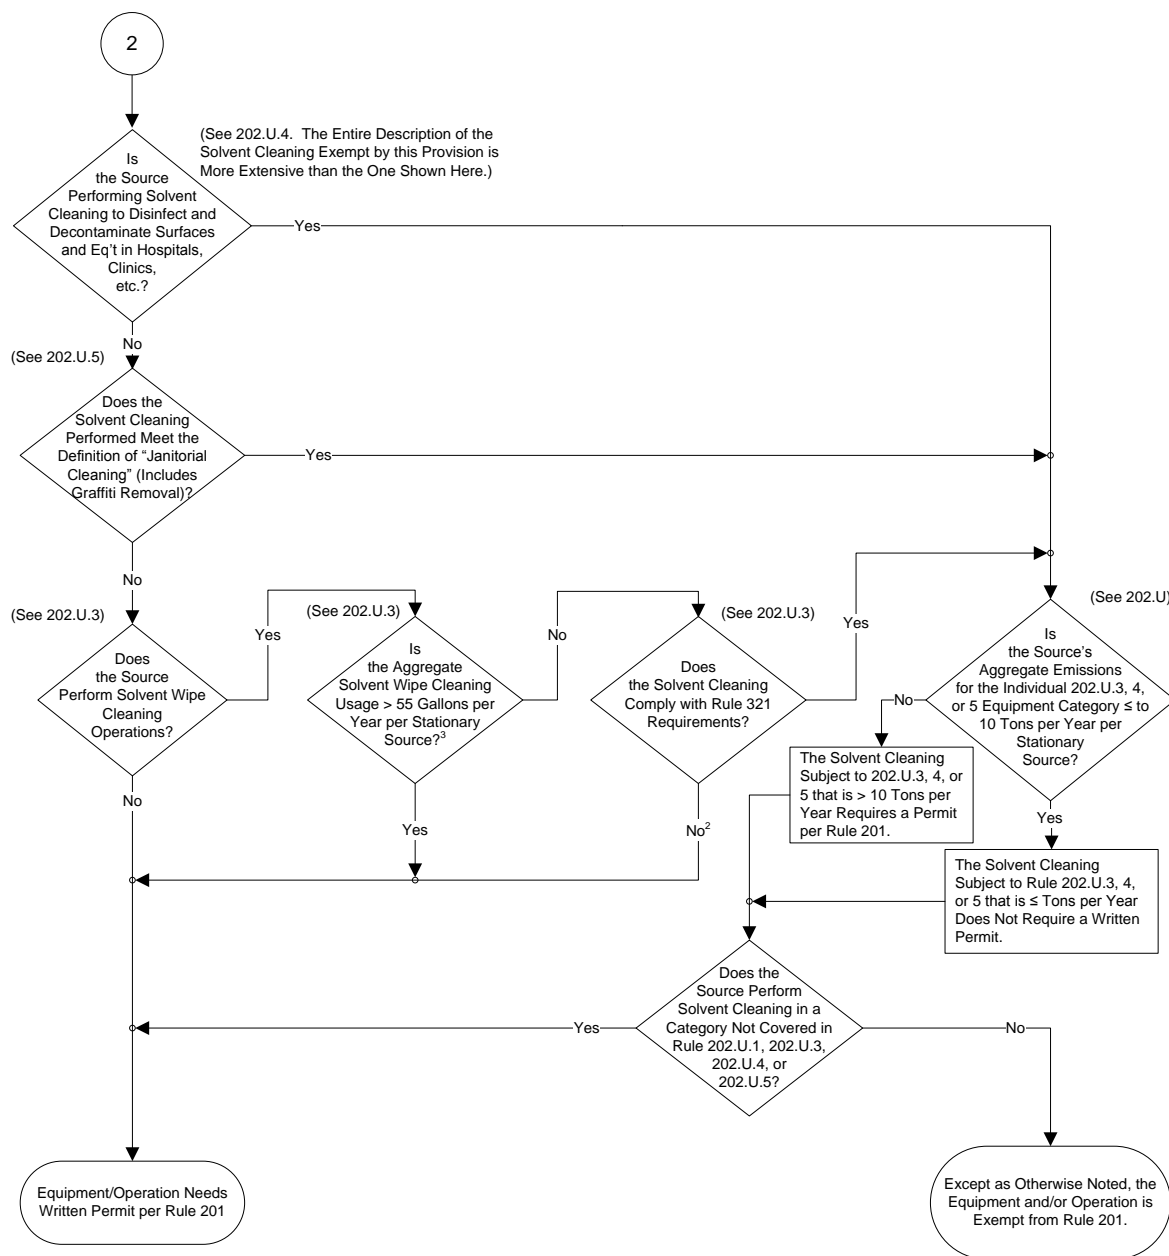 2
(See 202.U.4. The Entire Description of the
Solvent Cleaning Exempt by this Provision is
More Extensive than the One Shown Here.)
Is
the Source
Performing Solvent
Cleaning to Disinfect and
Decontaminate Surfaces
and Eq't in Hospitals,
Clinics,
etc.?
Yes
No
(See 202.U.5)
Does the
Solvent Cleaning
Performed Meet the
Definition of “Janitorial
Cleaning” (Includes
Graffiti Removal)?
Yes
No
(See 202.U.3)
Does
the Source
Perform Solvent Wipe
Cleaning
Operations?
Yes
No
(See 202.U.3)
Is
the Aggregate
Solvent Wipe Cleaning
Usage > 55 Gallons per
Year per Stationary
Source?³
No
Yes
(See 202.U.3)
Does
the Solvent Cleaning
Comply with Rule 321
Requirements?
Yes
No²
(See 202.U)
Is
the Source's
Aggregate Emissions
for the Individual 202.U.3, 4,
or 5 Equipment Category ≤ to
10 Tons per Year per
Stationary
Source?
No
Yes
The Solvent Cleaning
Subject to 202.U.3, 4, or
5 that is > 10 Tons per
Year Requires a Permit
per Rule 201.
The Solvent Cleaning
Subject to Rule 202.U.3, 4,
or 5 that is ≤ Tons per Year
Does Not Require a Written
Permit.
Does the
Source Perform
Solvent Cleaning in a
Category Not Covered in
Rule 202.U.1, 202.U.3,
202.U.4, or
202.U.5?
Yes
No
Equipment/Operation Needs
Written Permit per Rule 201
Except as Otherwise Noted, the
Equipment and/or Operation is
Exempt from Rule 201.